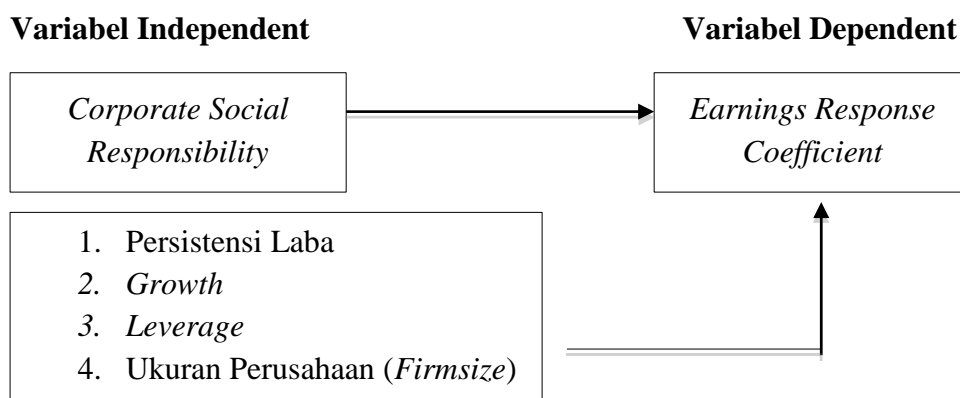 Variabel Independent
Variabel Dependent
Corporate Social
Responsibility
Earnings Response
Coefficient
1. Persistensi Laba
2. Growth
3. Leverage
4. Ukuran Perusahaan (Firmsize)